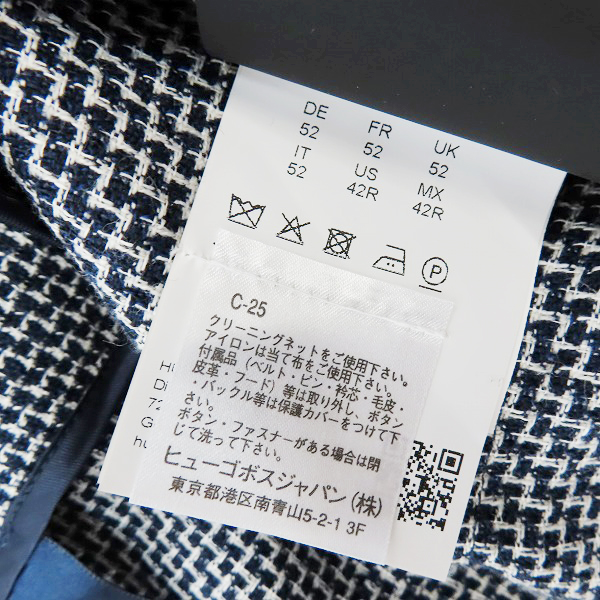 DE FR UK
52 52 52
IT US MX
52 42R 42R
P
C-25
クリーニングネットをご使用下さい。
アイロンは当て布をご使用下さい。
付属品（ベルト・ピン・衿芯・毛皮・
皮革・フード）等は取り外し、ボタン
・バックル等は保護カバーをつけて下
さい。
ボタン・ファスナーがある場合は閉
じて洗って下さい。
ヒューゴボスジャパン（株）
東京都港区南青山5-2-1 3F